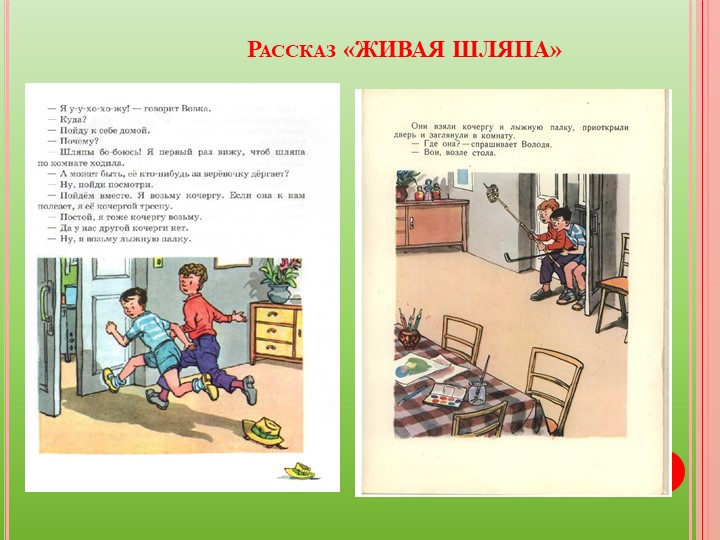 Рассказ «ЖИВАЯ ШЛЯПА»
— Я у-у-хо-хо-жу! — говорит Вовка.
— Куда?
— Пойду к себе домой.
— Почему?
— Шляпы бо-боюсь! Я первый раз вижу, чтоб шляпа
по комнате ходила.
— А может быть, её кто-нибудь за верёвочку дёргает?
— Ну, пойди посмотри.
— Пойдём вместе. Я возьму кочергу. Если она к нам
полезет, я её кочергой тресну.
— Постой, я тоже кочергу возьму.
— Да у нас другой кочерги нет.
— Ну, я возьму лыжную палку.
Они взяли кочергу и лыжную палку, приоткрыли
дверь и заглянули в комнату.
— Где она? — спрашивает Володя.
— Вон, возле стола.